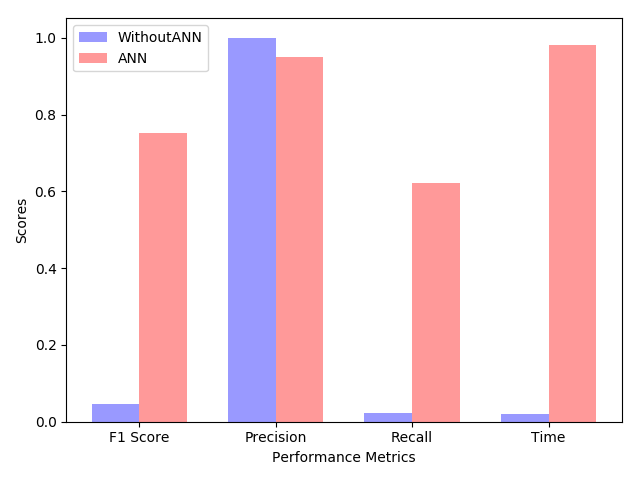 WithoutANN
ANN
1.0
0.8
0.6
0.4
0.2
0.0
Scores
F1 Score Precision Recall Time
Performance Metrics